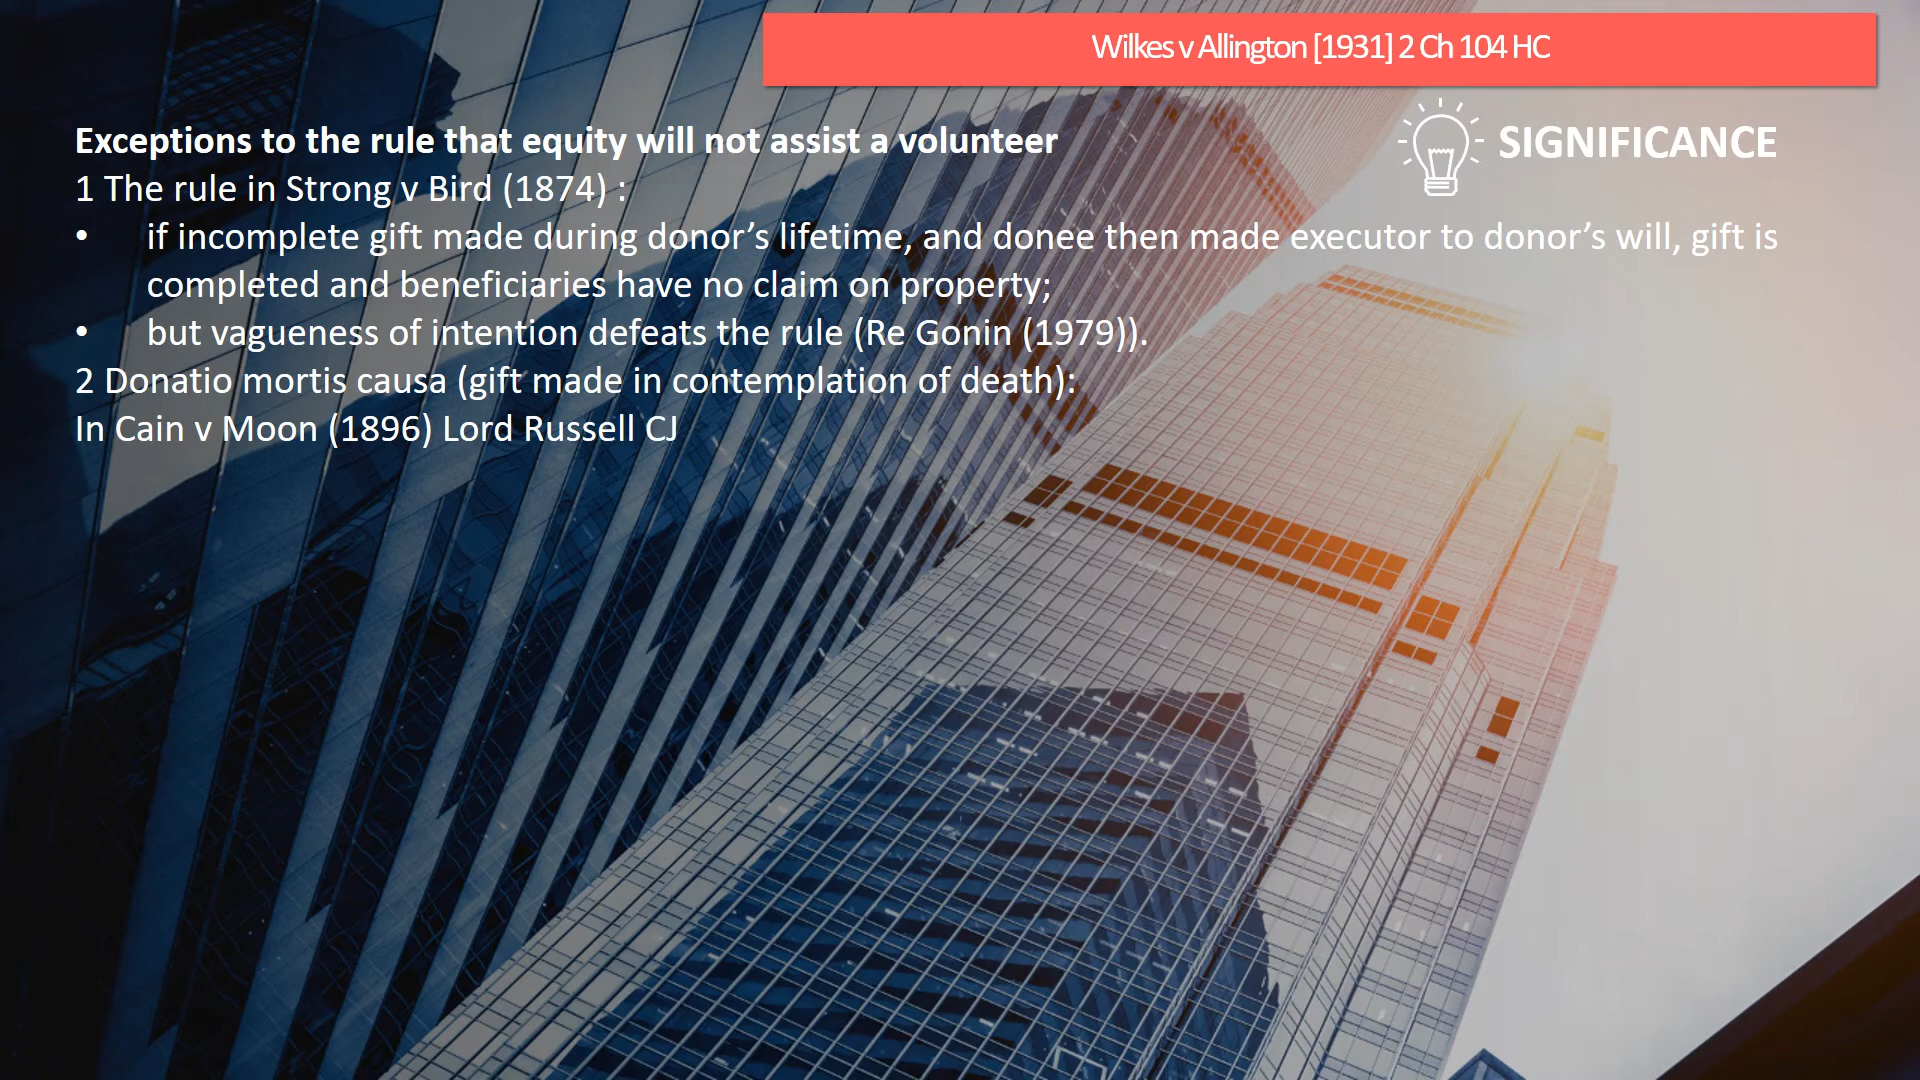 Wilkes v Allington [1931] 2 Ch 104 HC
SIGNIFICANCE
Exceptions to the rule that equity will not assist a volunteer
1 The rule in Strong v Bird (1874) :
• if incomplete gift made during donor’s lifetime, and donee then made executor to donor’s will, gift is
completed and beneficiaries have no claim on property;
• but vagueness of intention defeats the rule (Re Gonin (1979)).
2 Donatio mortis causa (gift made in contemplation of death):
In Cain v Moon (1896) Lord Russell CJ